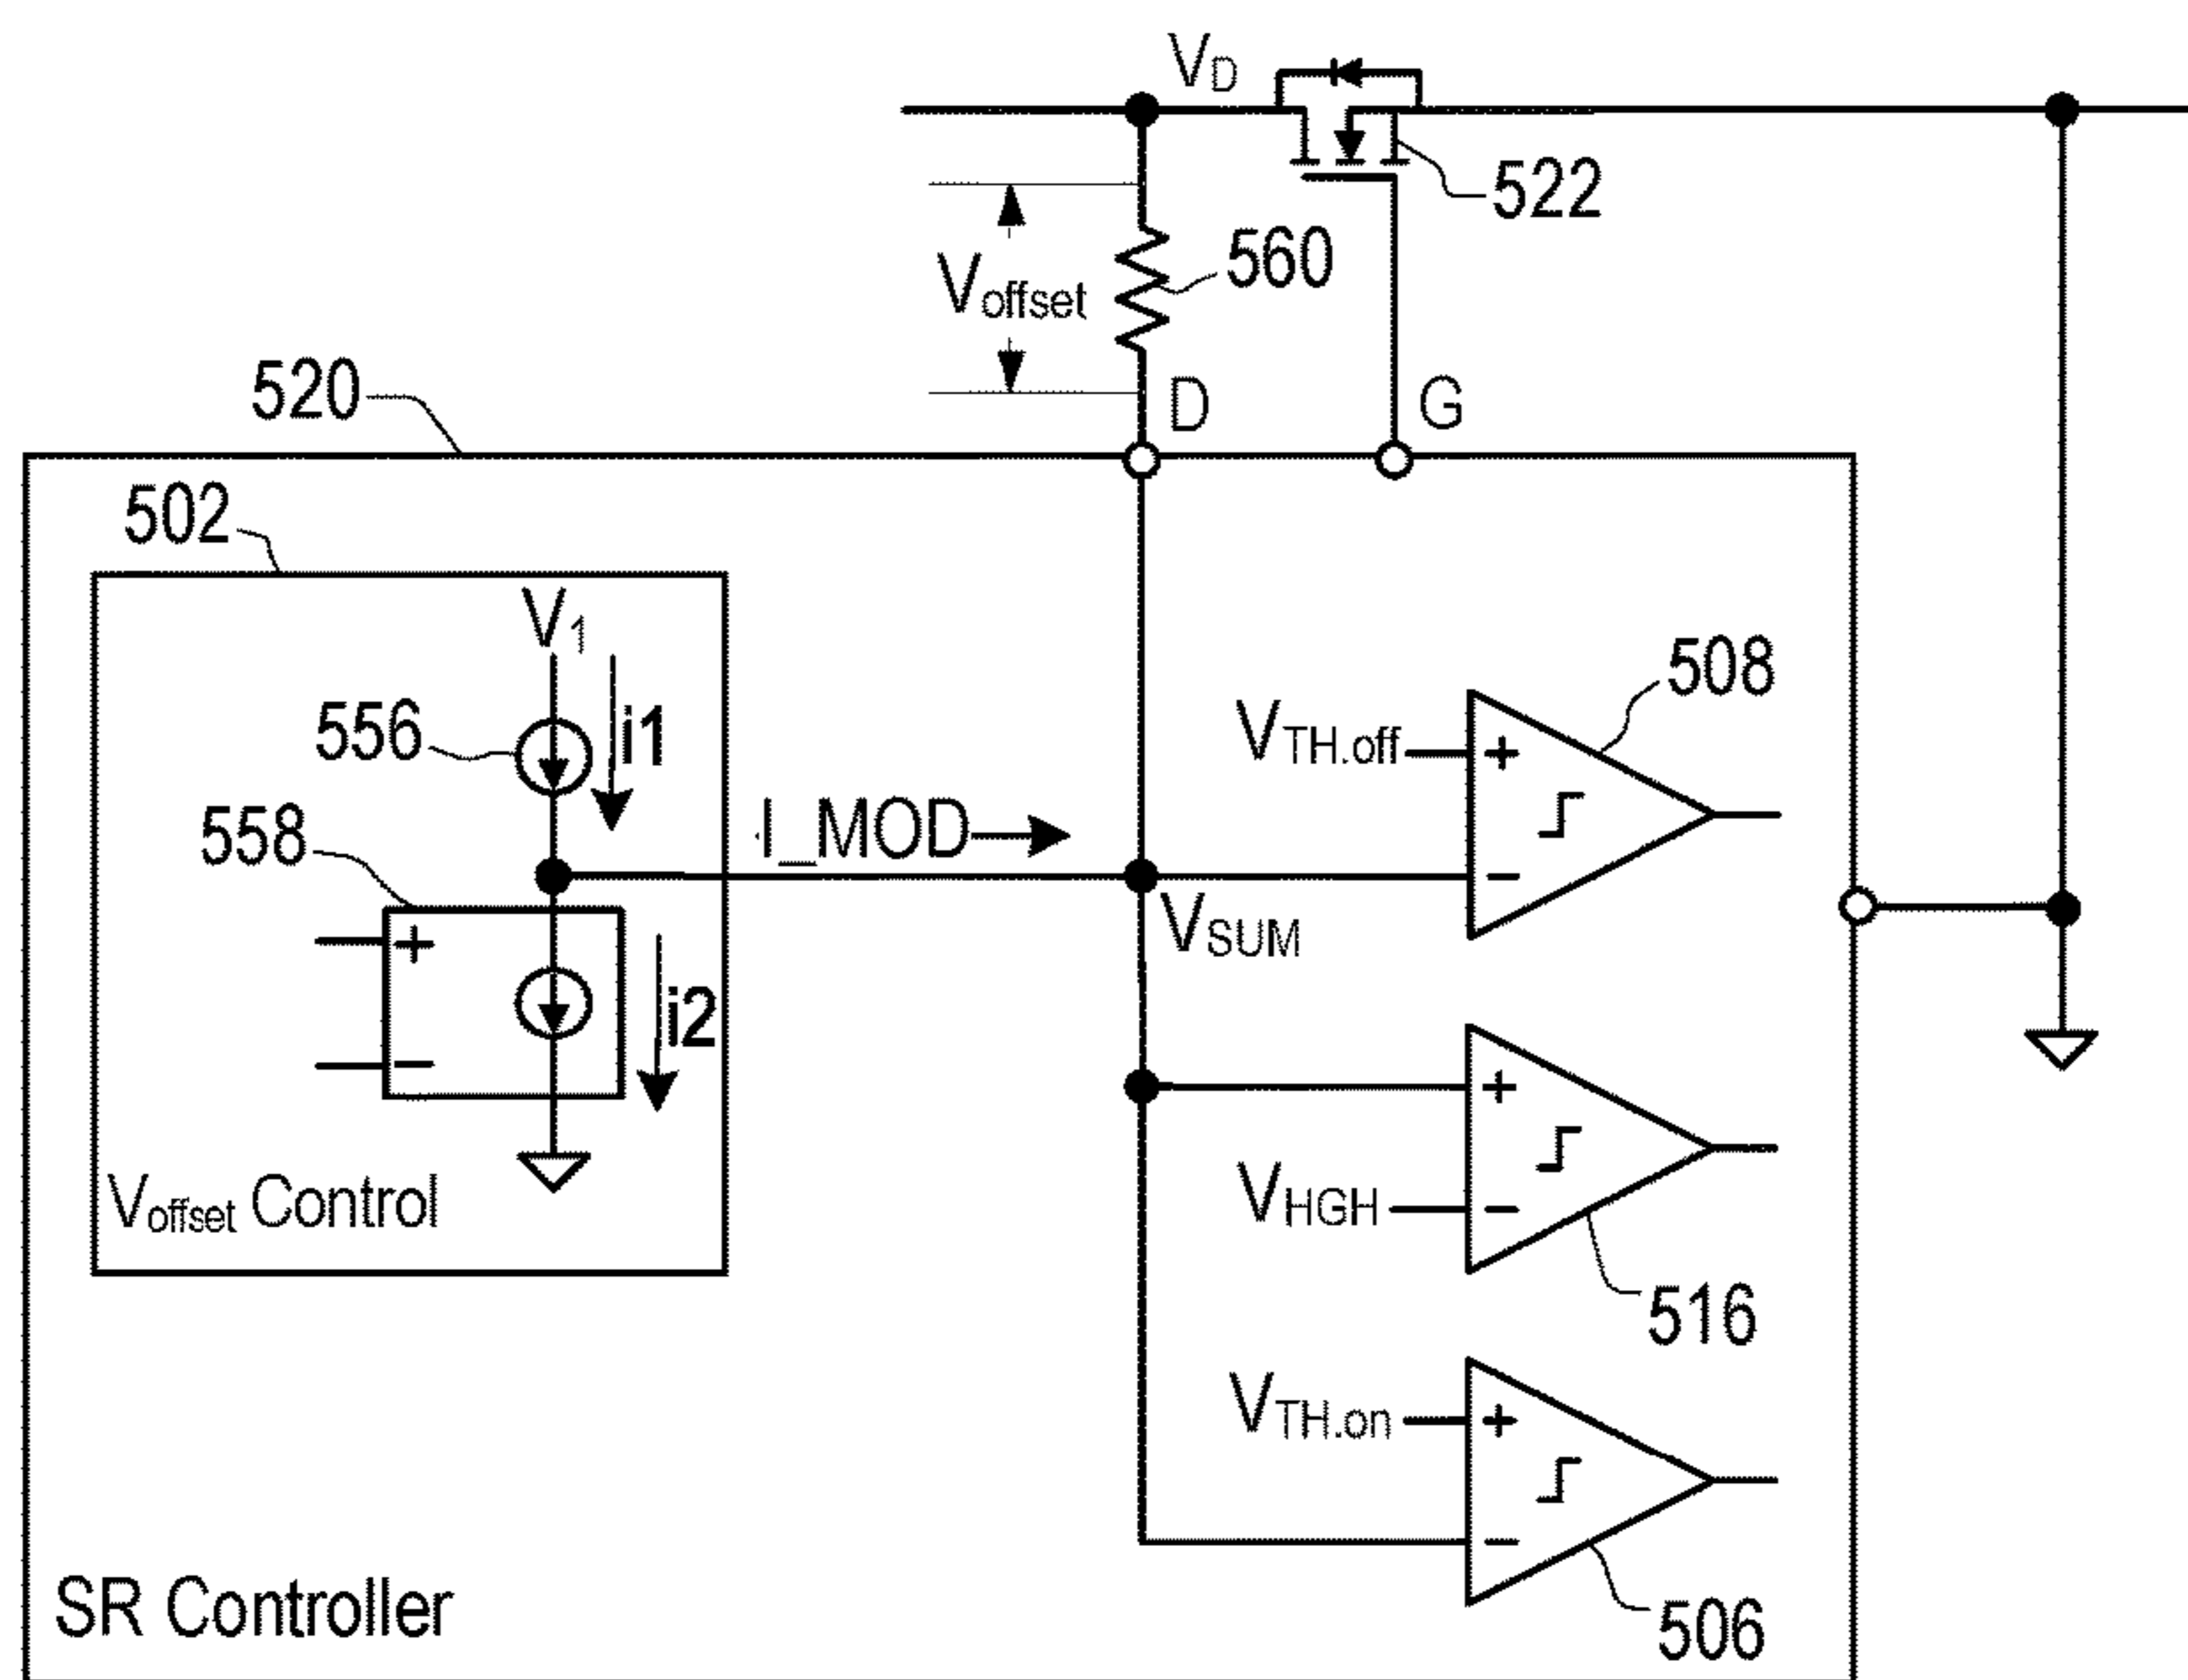 VD
522
560
Voffset
D
G
520
502
V1
556
i1
558
I_MOD
i2
Voffset Control
VTH.off
508
+
−
VSUM
+
−
+
VHGH
−
516
VTH.on
+
−
506
SR Controller